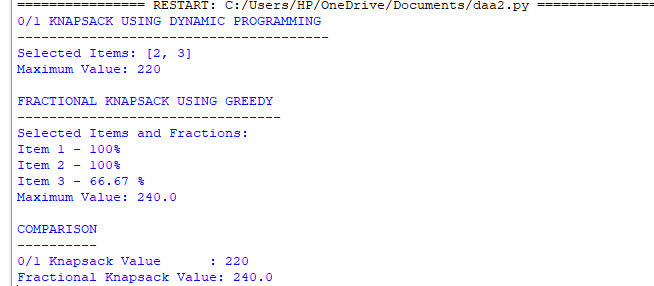 ================ RESTART: C:/Users/HP/OneDrive/Documents/daa2.py ===============
0/1 KNAPSACK USING DYNAMIC PROGRAMMING
---------------------------------------
Selected Items: [2, 3]
Maximum Value: 220
FRACTIONAL KNAPSACK USING GREEDY
---------------------------------
Selected Items and Fractions:
Item 1 - 100%
Item 2 - 100%
Item 3 - 66.67 %
Maximum Value: 240.0
COMPARISON
----------
0/1 Knapsack Value      : 220
Fractional Knapsack Value: 240.0